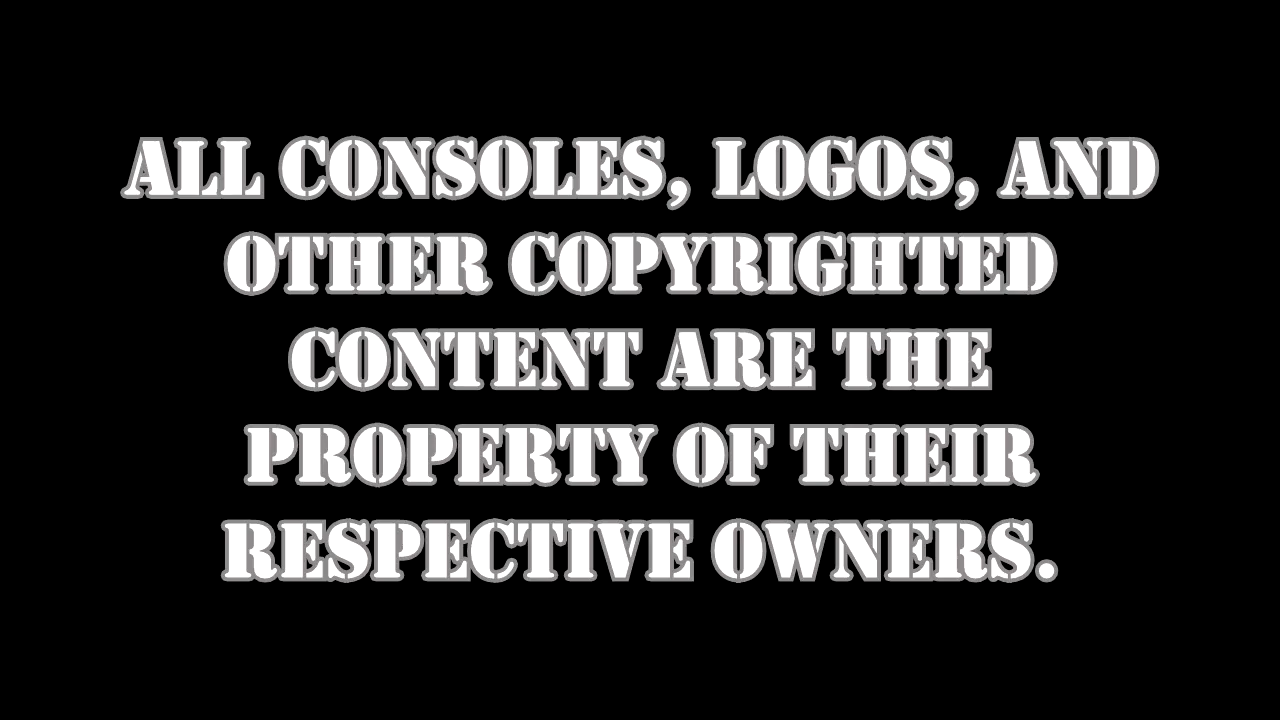 ALL CONSOLES, LOGOS, AND
OTHER COPYRIGHTED
CONTENT ARE THE
PROPERTY OF THEIR
RESPECTIVE OWNERS.